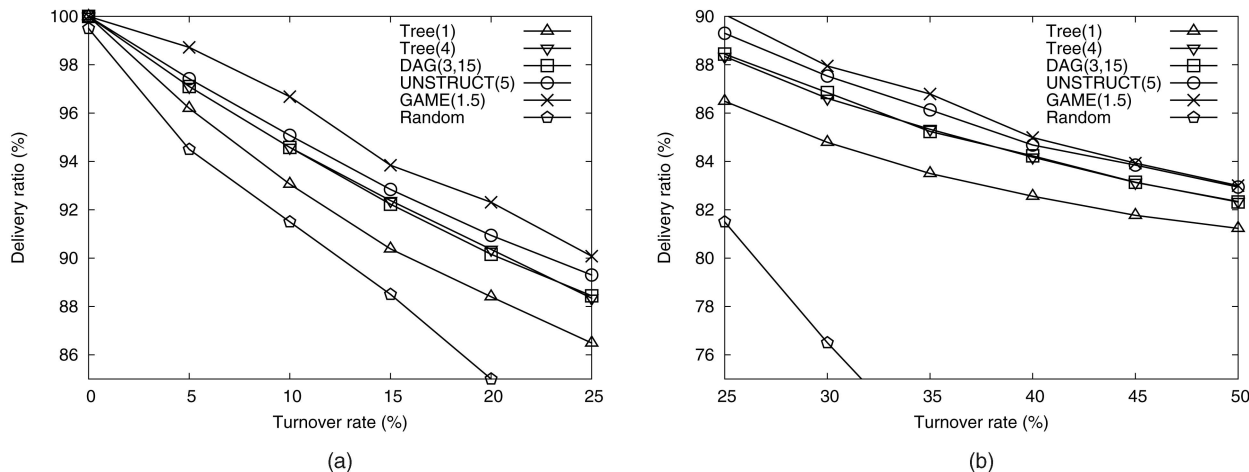 100
98
96
94
92
90
88
86
Delivery ratio (%)
Tree(1)
Tree(4)
DAG(3,15)
UNSTRUCT(5)
GAME(1.5)
Random
0 5 10 15 20 25
Turnover rate (%)
(a)
90
88
86
84
82
80
78
76
Delivery ratio (%)
Tree(1)
Tree(4)
DAG(3,15)
UNSTRUCT(5)
GAME(1.5)
Random
25 30 35 40 45 50
Turnover rate (%)
(b)